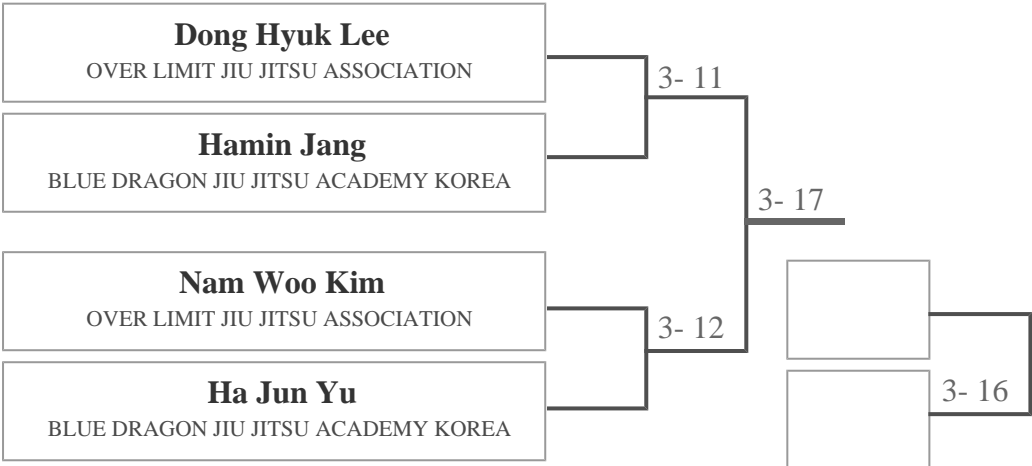 Dong Hyuk Lee
OVER LIMIT JIU JITSU ASSOCIATION
3- 11
Hamin Jang
BLUE DRAGON JIU JITSU ACADEMY KOREA
3- 17
Nam Woo Kim
OVER LIMIT JIU JITSU ASSOCIATION
3- 12
Ha Jun Yu
BLUE DRAGON JIU JITSU ACADEMY KOREA
3- 16